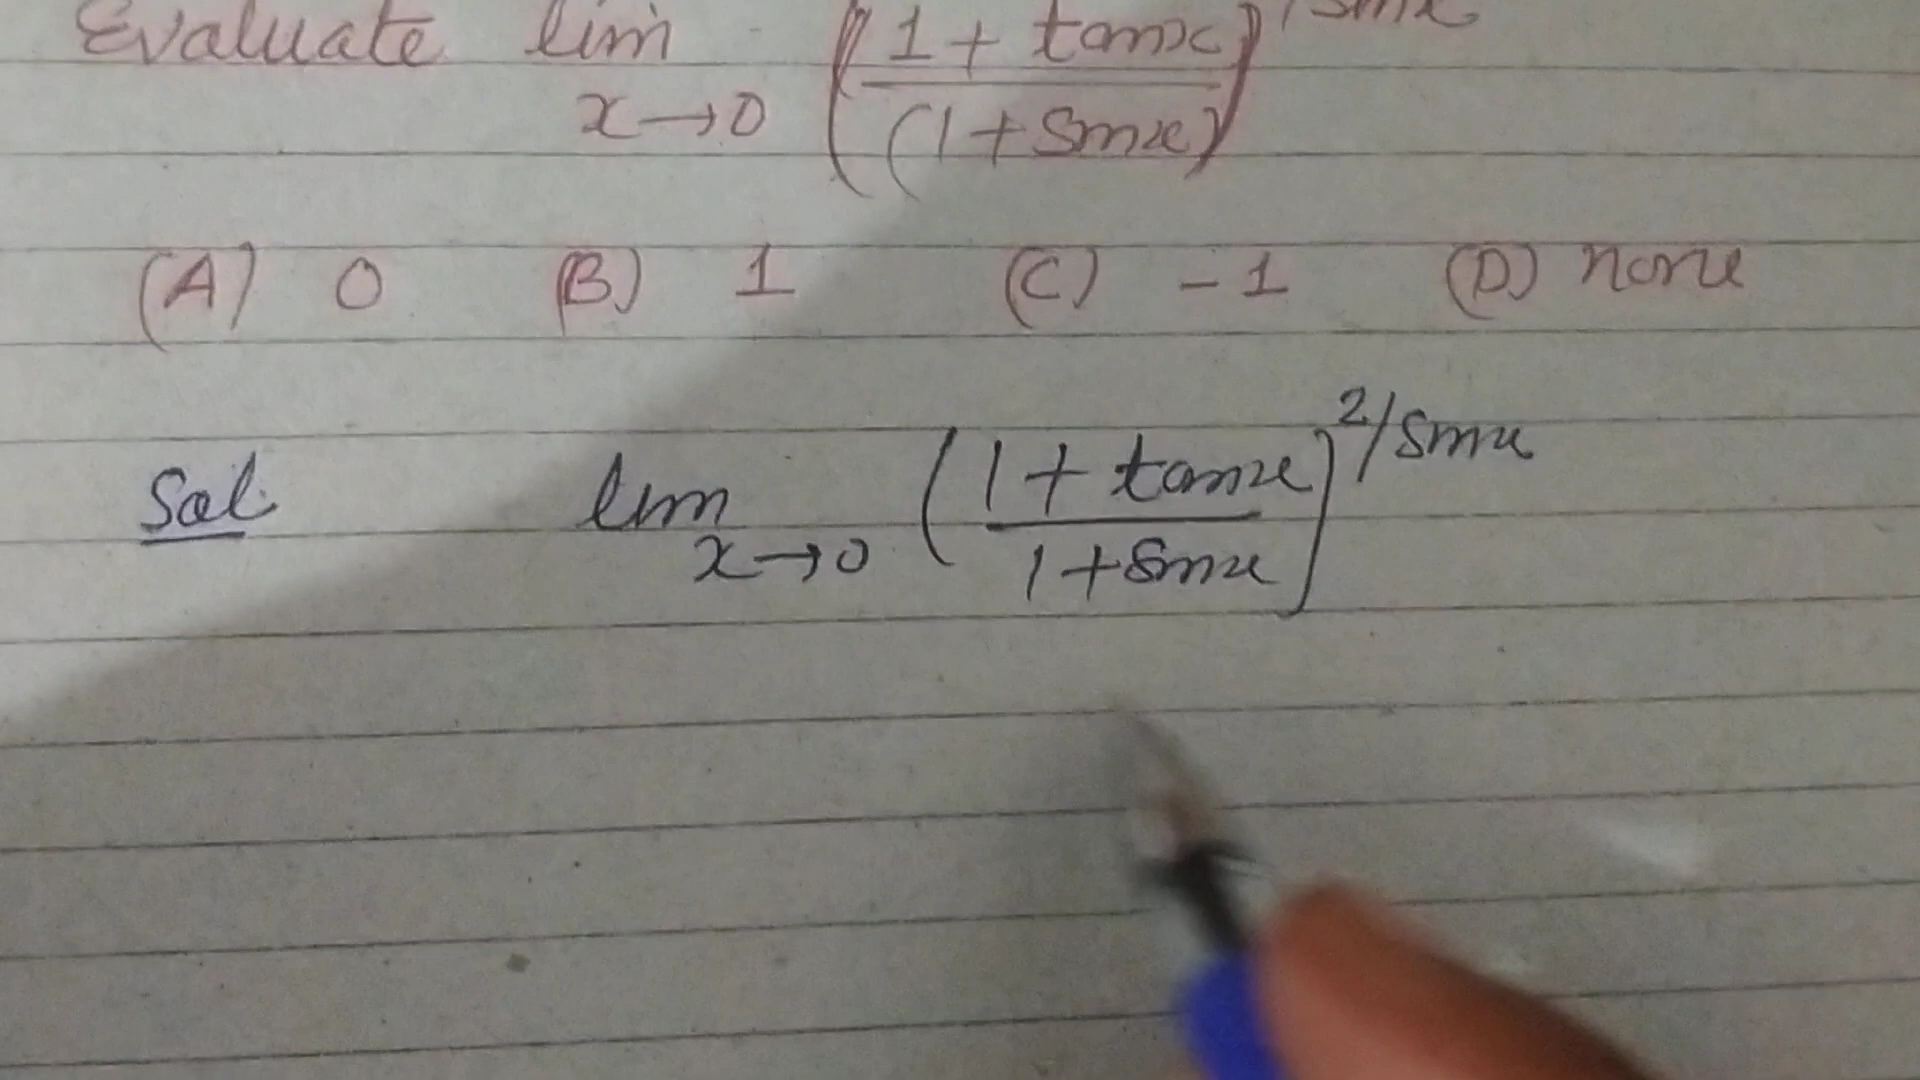 Evaluate lim x→0 ((1 + tanx)/(1 + sinx))^/sinx
(A) 0 (B) 1 (C) -1 (D) none
Sol. lim x→0 ((1 + tanx)/(1 + sinx))^2/sinx